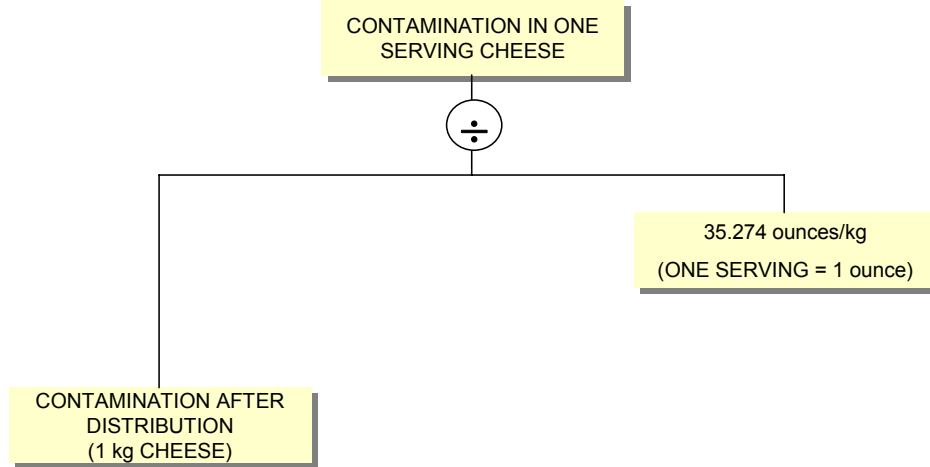 CONTAMINATION IN ONE
SERVING CHEESE
÷
35.274 ounces/kg
(ONE SERVING = 1 ounce)
CONTAMINATION AFTER
DISTRIBUTION
(1 kg CHEESE)